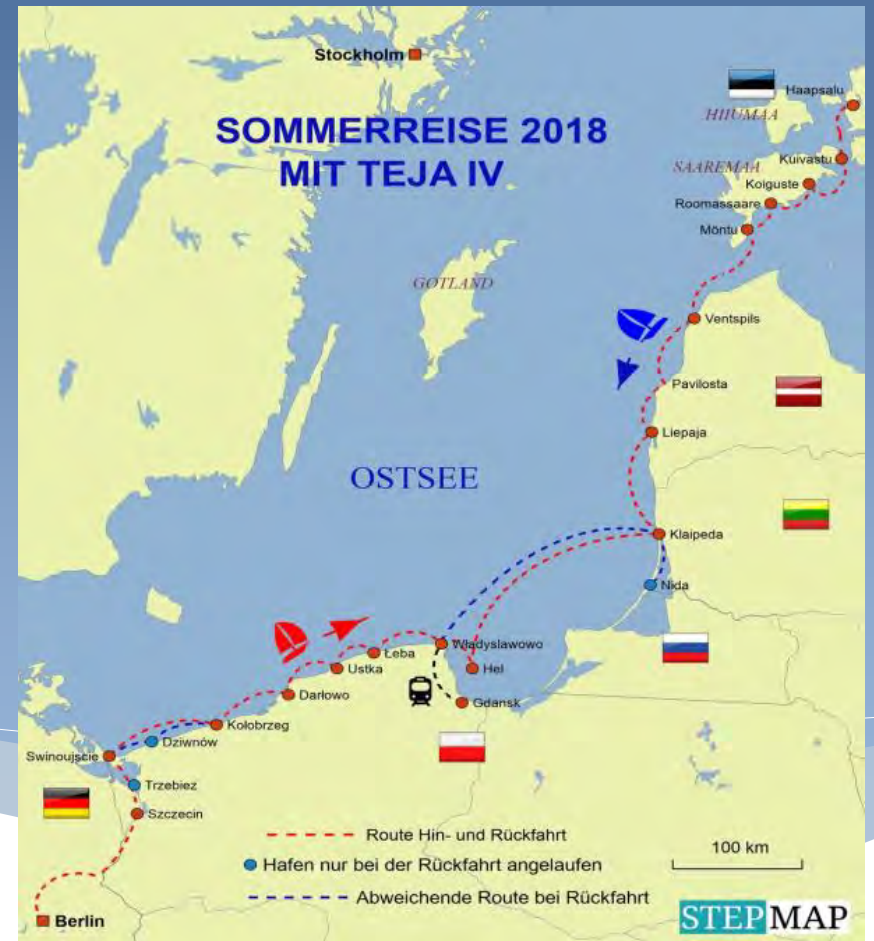 Stockholm
SOMMERREISE 2018
MIT TEJA IV
Haapsalu
HIIUMAA
Kuivastu
SAAREMAA
Koiguste
Roomassaare
Möntu
GOTLAND
Ventspils
Pavilosta
Liepaja
OSTSEE
Klaipeda
Nida
Władyslawowo
Łeba
Ustka
Hel
Darłowo
Gdansk
Kołobrzeg
Dziwnów
Swinoujście
Trzebiez
Szczecin
Route Hin- und Rückfahrt
100 km
Hafen nur bei der Rückfahrt angelaufen
Abweichende Route bei Rückfahrt
Berlin
STEPMAP